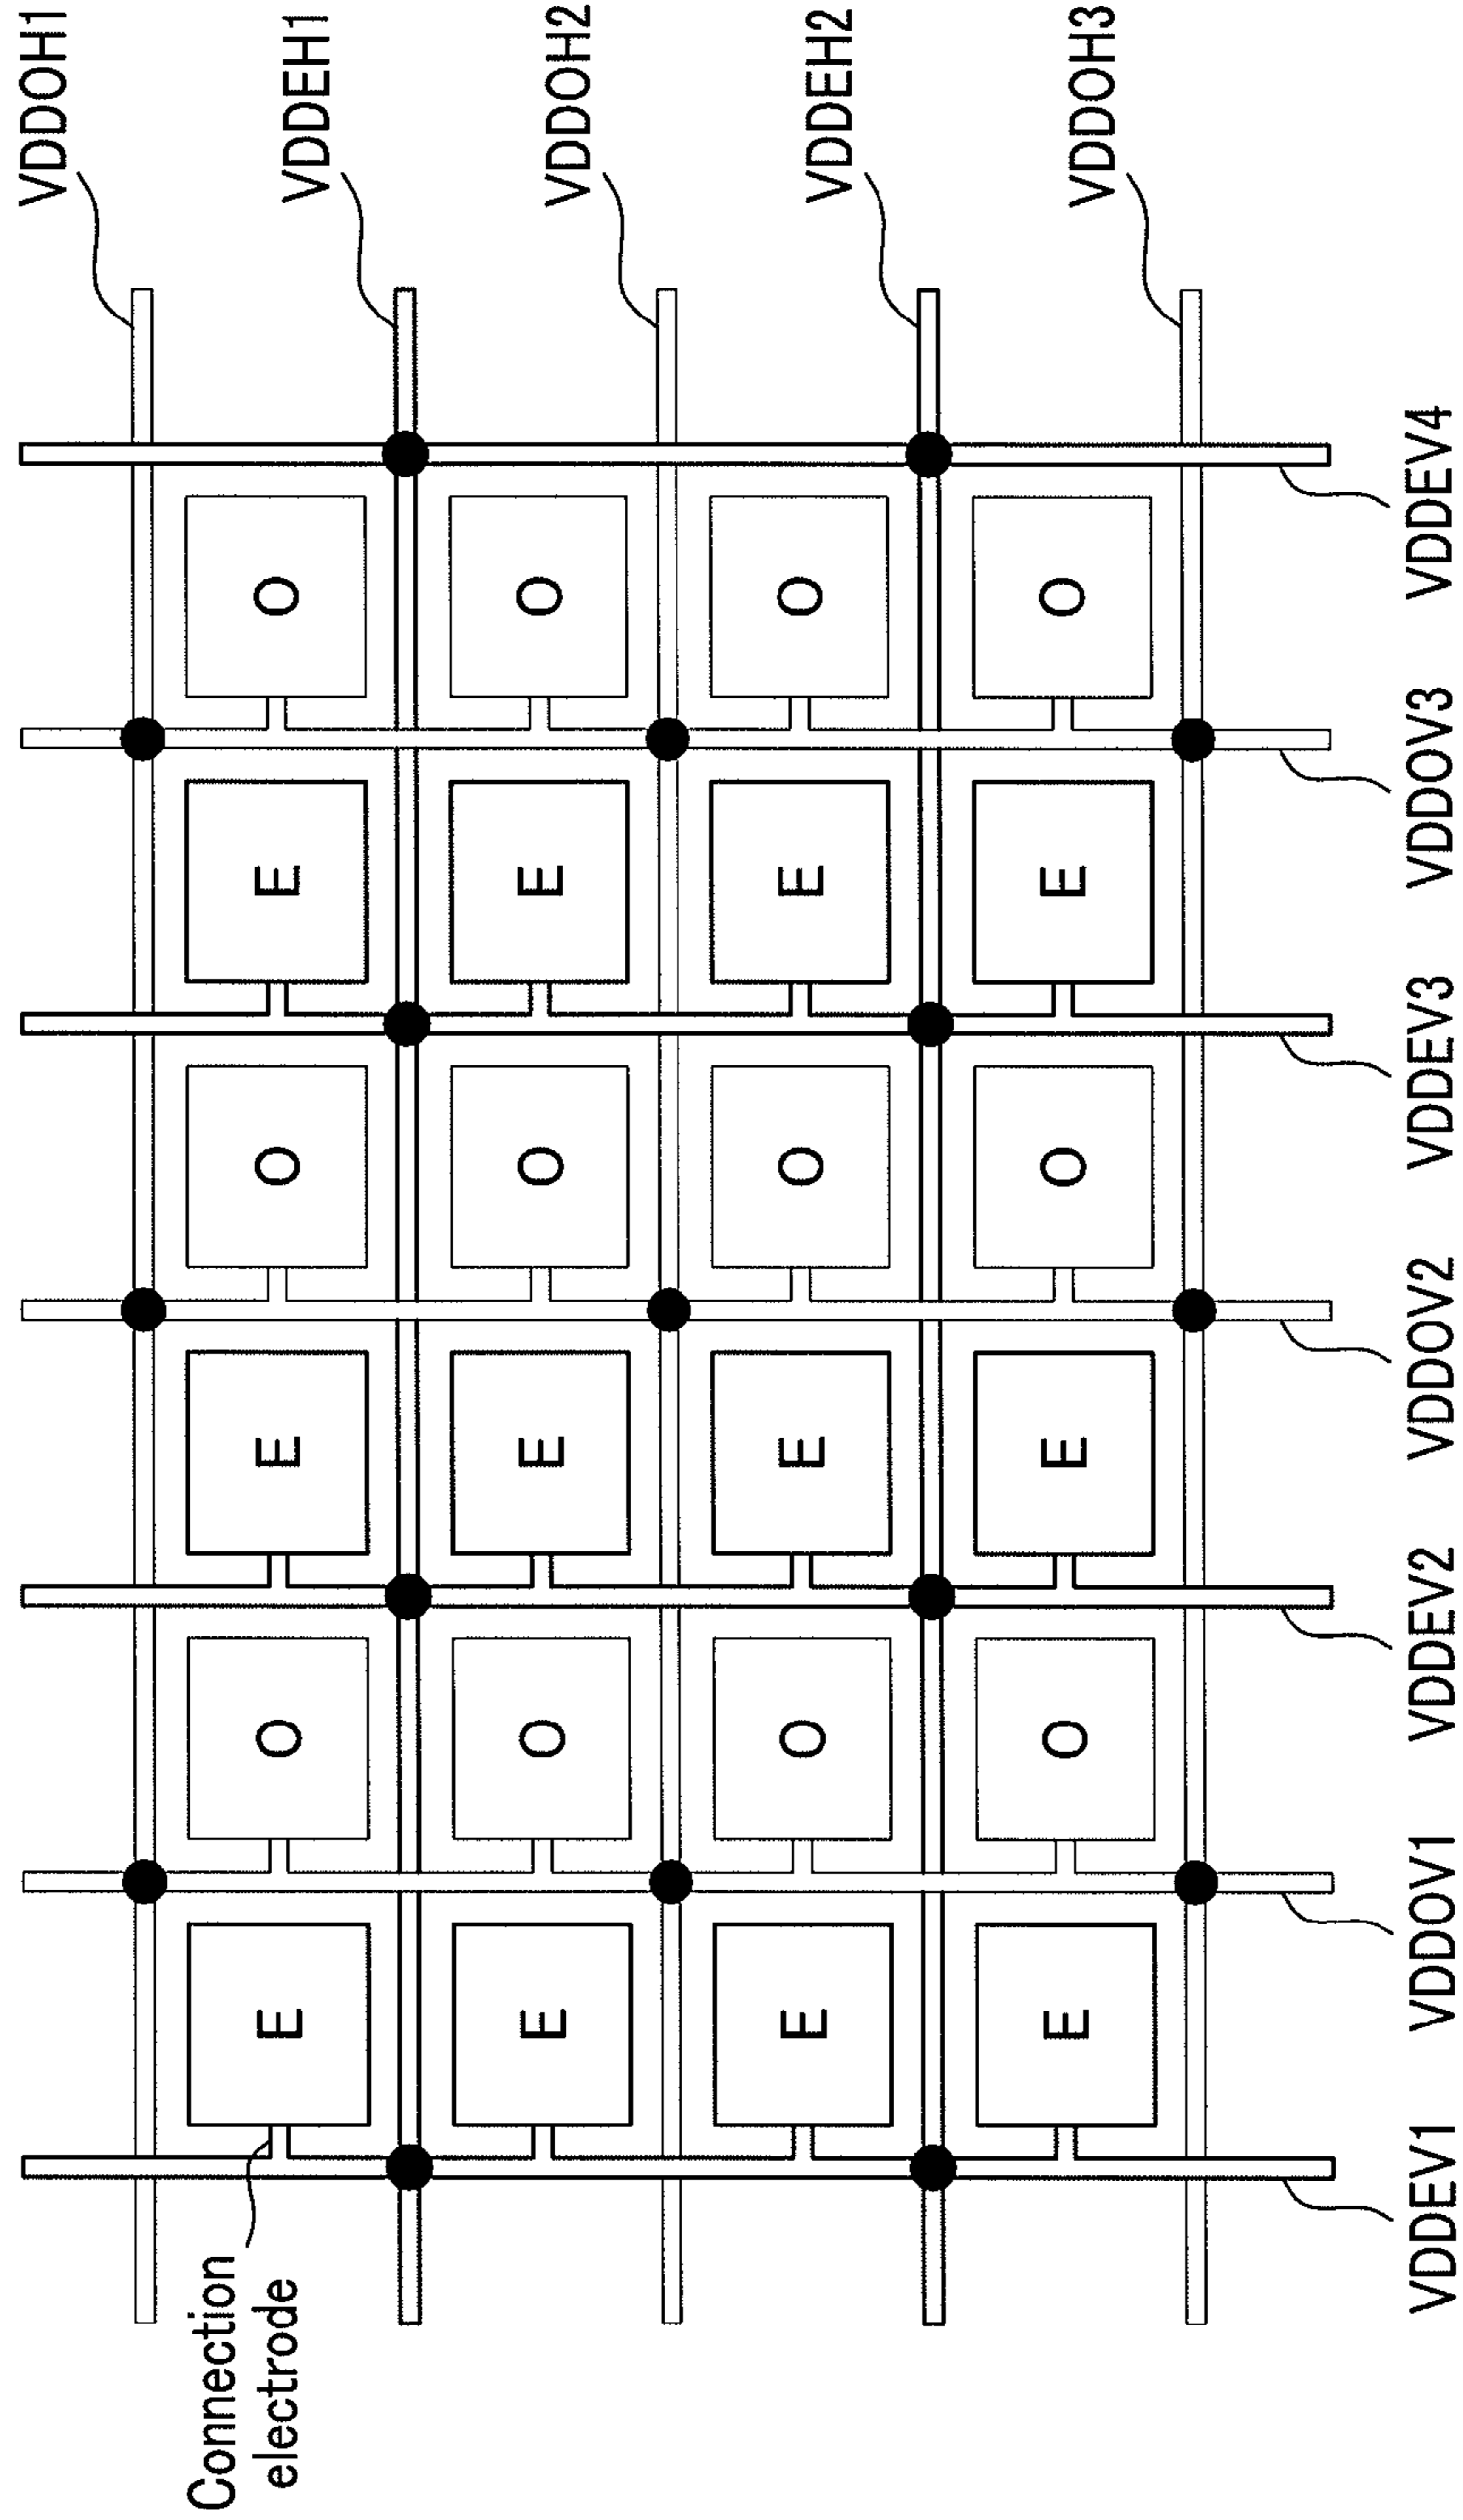 VDDOH1
Connection
electrode
E O E O E O
VDDEH1
E O E O E O
VDDOH2
E O E O E O
VDDEH2
E O E O E O
VDDOH3
VDDEV1 VDDOV1 VDDEV2 VDDOV2 VDDEV3 VDDOV3 VDDEV4